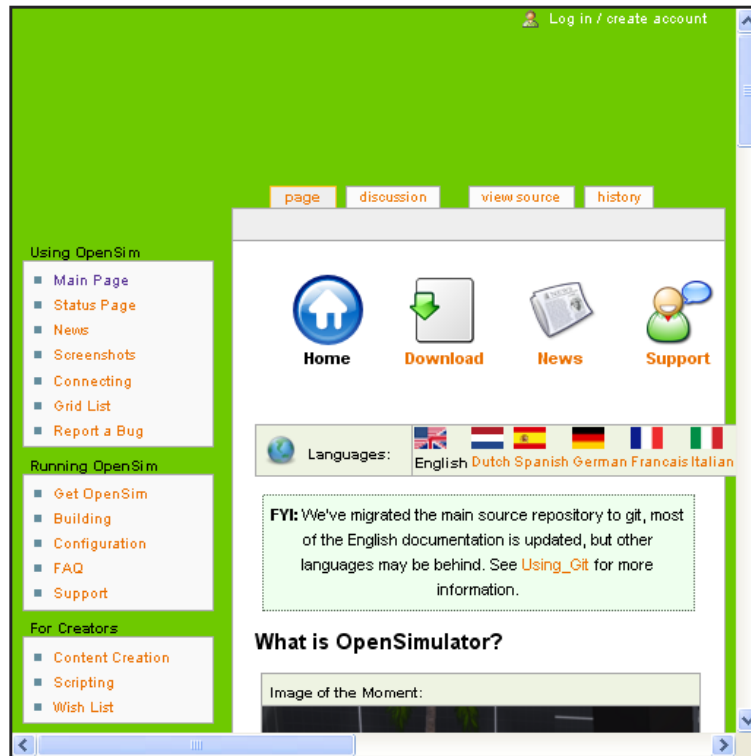 Log in / create account
page discussion view source history
Using OpenSim
Main Page
Status Page
News
Screenshots
Connecting
Grid List
Report a Bug
Running OpenSim
Get OpenSim
Building
Configuration
FAQ
Support
For Creators
Content Creation
Scripting
Wish List
Home Download News Support
Languages: English Dutch Spanish German Francais Italian
FYI: We've migrated the main source repository to git, most
of the English documentation is updated, but other
languages may be behind. See Using_Git for more
information.
What is OpenSimulator?
Image of the Moment: